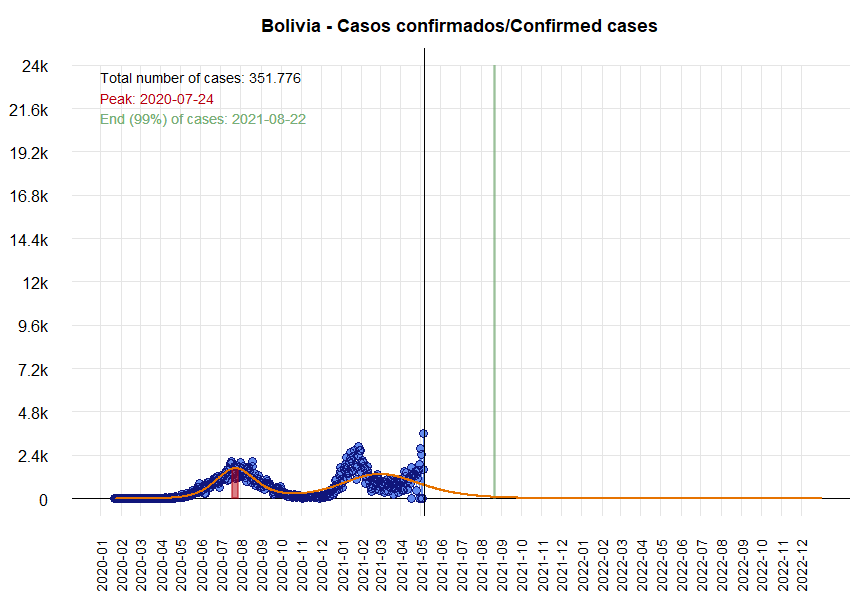 Bolivia - Casos confirmados/Confirmed cases
24k
Total number of cases: 351.776
Peak: 2020-07-24
End (99%) of cases: 2021-08-22
21.6k
19.2k
16.8k
14.4k
12k
9.6k
7.2k
4.8k
2.4k
0
2020-01
2020-02
2020-03
2020-04
2020-05
2020-06
2020-07
2020-08
2020-09
2020-10
2020-11
2020-12
2021-01
2021-02
2021-03
2021-04
2021-05
2021-06
2021-07
2021-08
2021-09
2021-10
2021-11
2021-12
2022-01
2022-02
2022-03
2022-04
2022-05
2022-06
2022-07
2022-08
2022-09
2022-10
2022-11
2022-12